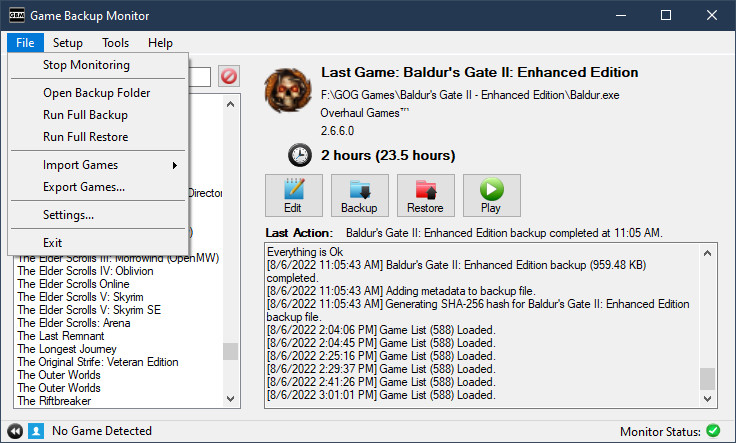 GBM Game Backup Monitor
File Setup Tools Help
Stop Monitoring
Open Backup Folder
Run Full Backup
Run Full Restore
Import Games
Export Games...
Settings...
Exit
Director
)
The Elder Scrolls III: Morrowind (OpenMW)
The Elder Scrolls IV: Oblivion
The Elder Scrolls Online
The Elder Scrolls V: Skyrim
The Elder Scrolls V: Skyrim SE
The Elder Scrolls: Arena
The Last Remnant
The Longest Journey
The Original Strife: Veteran Edition
The Outer Worlds
The Outer Worlds
The Riftbreaker
Last Game: Baldur's Gate II: Enhanced Edition
F:\GOG Games\Baldur's Gate II - Enhanced Edition\Baldur.exe
Overhaul Games™
2.6.6.0
2 hours (23.5 hours)
Edit Backup Restore Play
Last Action: Baldur's Gate II: Enhanced Edition backup completed at 11:05 AM.
Everything is Ok
[8/6/2022 11:05:43 AM] Baldur's Gate II: Enhanced Edition backup (959.48 KB)
completed.
[8/6/2022 11:05:43 AM] Adding metadata to backup file.
[8/6/2022 11:05:43 AM] Generating SHA-256 hash for Baldur's Gate II: Enhanced Edition
backup file.
[8/6/2022 2:04:06 PM] Game List (588) Loaded.
[8/6/2022 2:04:45 PM] Game List (588) Loaded.
[8/6/2022 2:25:16 PM] Game List (588) Loaded.
[8/6/2022 2:29:37 PM] Game List (588) Loaded.
[8/6/2022 2:41:26 PM] Game List (588) Loaded.
[8/6/2022 3:01:01 PM] Game List (588) Loaded.
No Game Detected
Monitor Status: